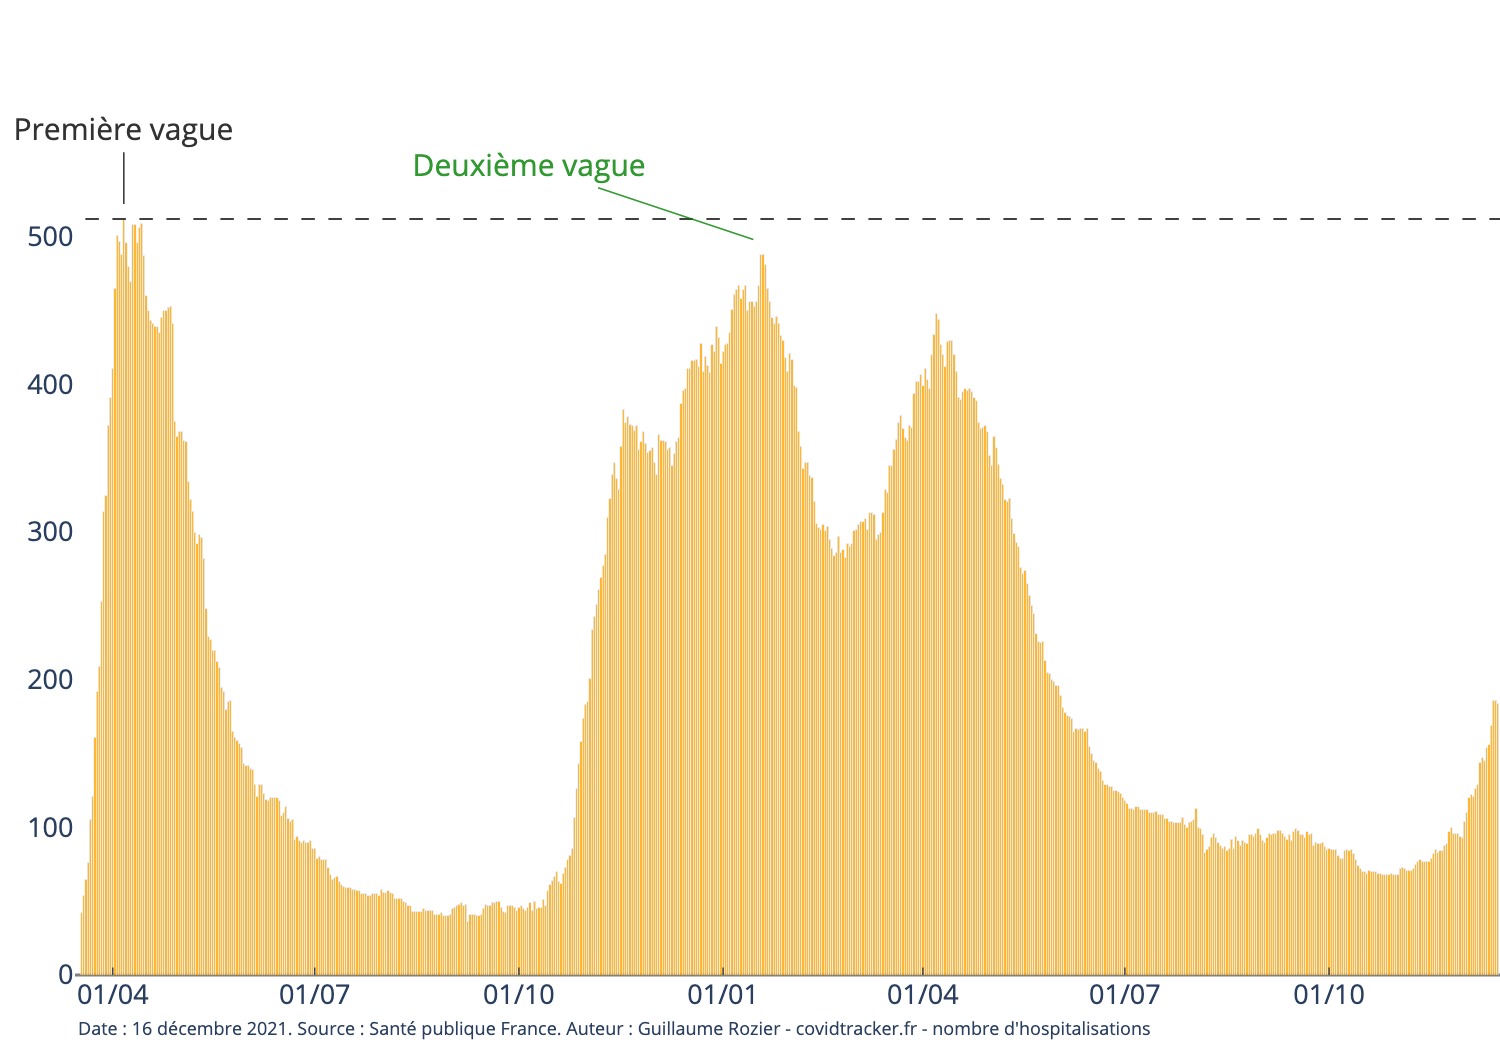 Première vague
Deuxième vague
500
400
300
200
100
0
01/04 01/07 01/10 01/01 01/04 01/07 01/10
Date : 16 décembre 2021. Source : Santé publique France. Auteur : Guillaume Rozier - covidtracker.fr - nombre d'hospitalisations